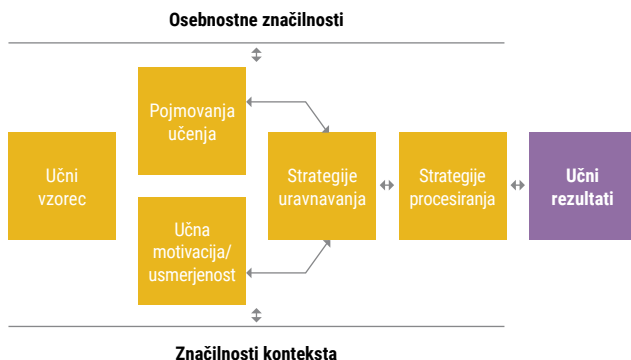 Osebnostne značilnosti
Pojmovanja
učenja
Učni
vzorec
Strategije
uravnavanja
Strategije
procesiranja
Učni
rezultati
Učna
motivacija/
usmerjenost
Značilnosti konteksta